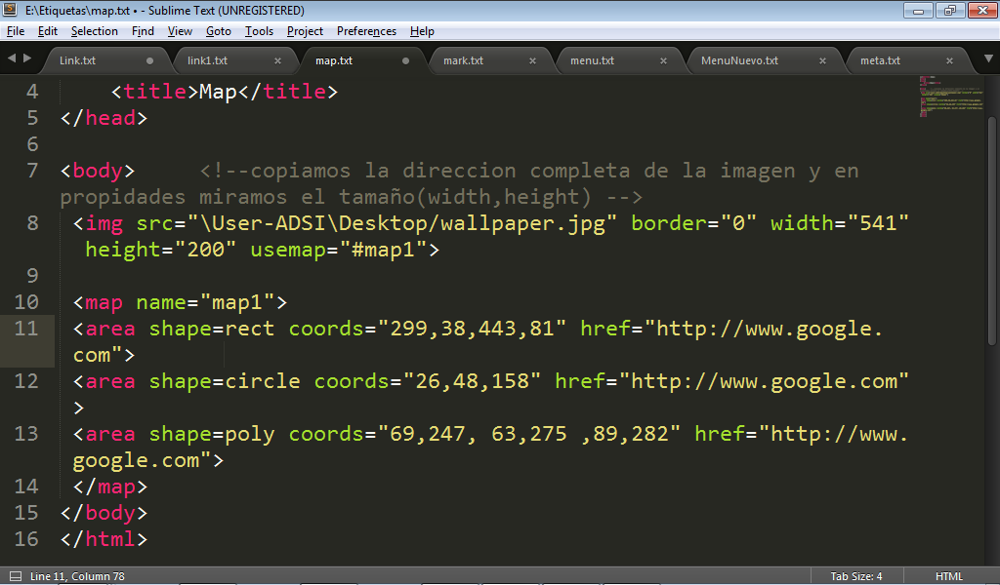 E:\Etiquetas\map.txt • - Sublime Text (UNREGISTERED)
File Edit Selection Find View Goto Tools Project Preferences Help
Link.txt link1.txt map.txt mark.txt menu.txt MenuNuevo.txt meta.txt
4 <title>Map</title>
5 </head>
6
7 <body> <!--copiamos la direccion completa de la imagen y en
propidades miramos el tamaño(width,height) -->
8 <img src="\User-ADSI\Desktop/wallpaper.jpg" border="0" width="541"
height="200" usemap="#map1">
9
10 <map name="map1">
11 <area shape=rect coords="299,38,443,81" href="http://www.google.
com">
12 <area shape=circle coords="26,48,158" href="http://www.google.com"
>
13 <area shape=poly coords="69,247, 63,275 ,89,282" href="http://www.
google.com">
14 </map>
15 </body>
16 </html>
Line 11, Column 78 Tab Size: 4 HTML